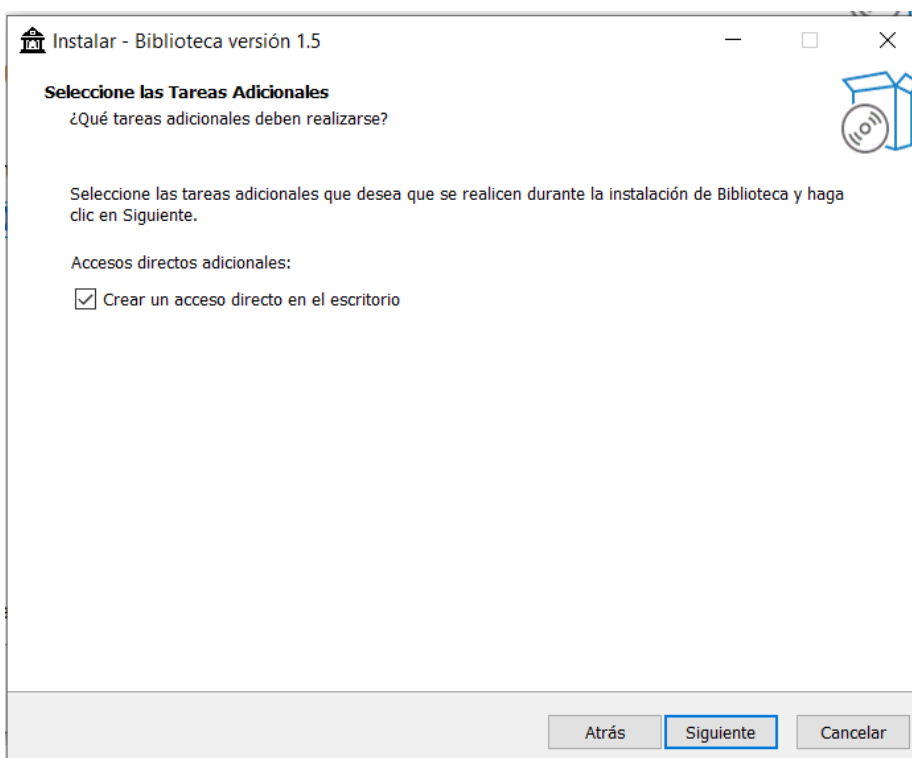 Instalar - Biblioteca versión 1.5
Seleccione las Tareas Adicionales
¿Qué tareas adicionales deben realizarse?
Seleccione las tareas adicionales que desea que se realicen durante la instalación de Biblioteca y haga
clic en Siguiente.
Accesos directos adicionales:
Crear un acceso directo en el escritorio
Atrás Siguiente Cancelar